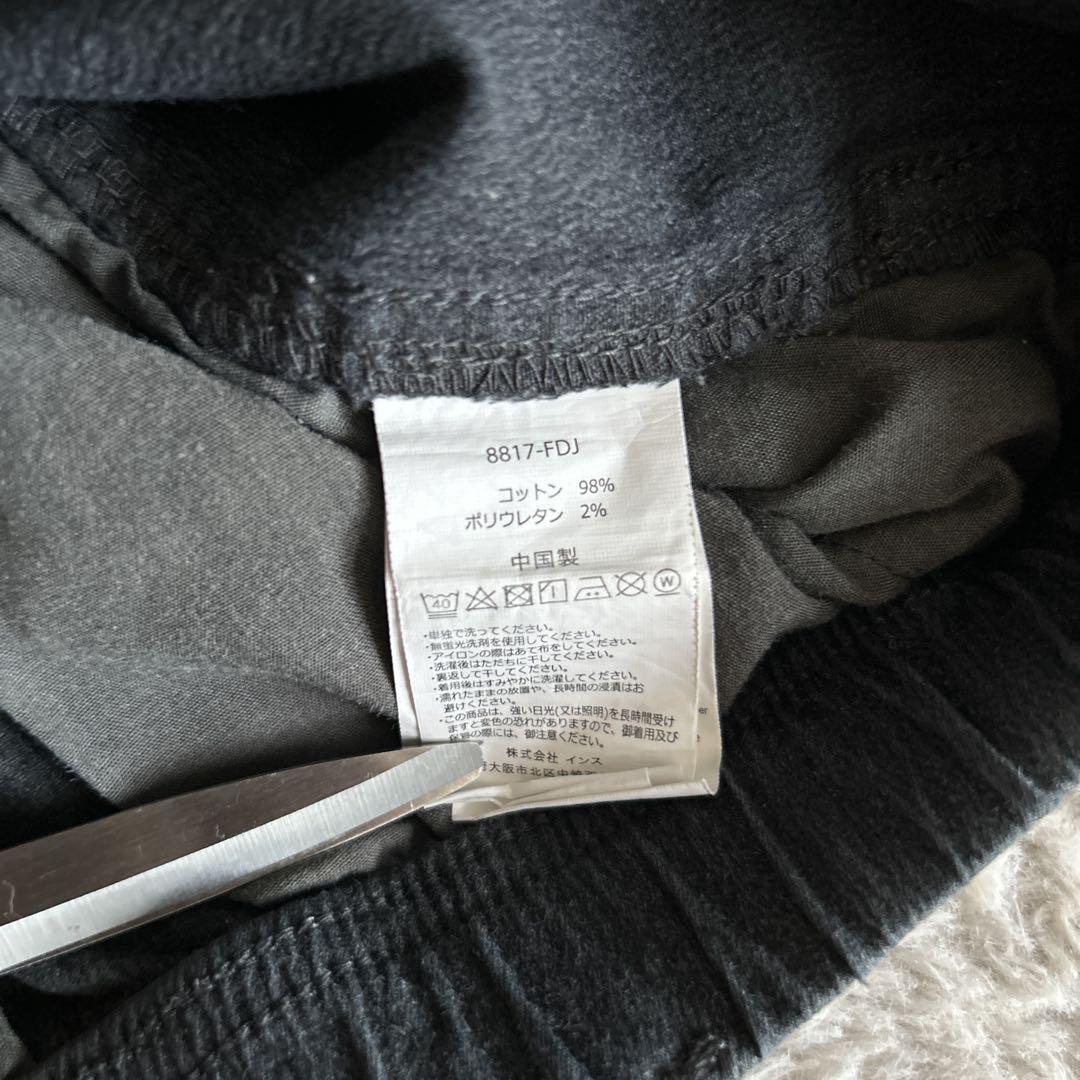 8817-FDJ
コットン 98%
ポリウレタン 2%
中国製
40
W
・単独で洗ってください。
・無蛍光洗剤を使用してください。
・アイロンの際はあて布をしてください。
・洗濯後はただちに干してください。
・裏返して干してください。
・着用後はすみやかに洗濯してください。
・濡れたままの放置や、長時間の浸漬はお
避けください。
・この商品は、強い日光(又は照明)を長時間受け
ますと変色の恐れがありますので、御着用及び
保管の際には、御注意ください。
株式会社 インス
大阪市北区中崎西
er
e